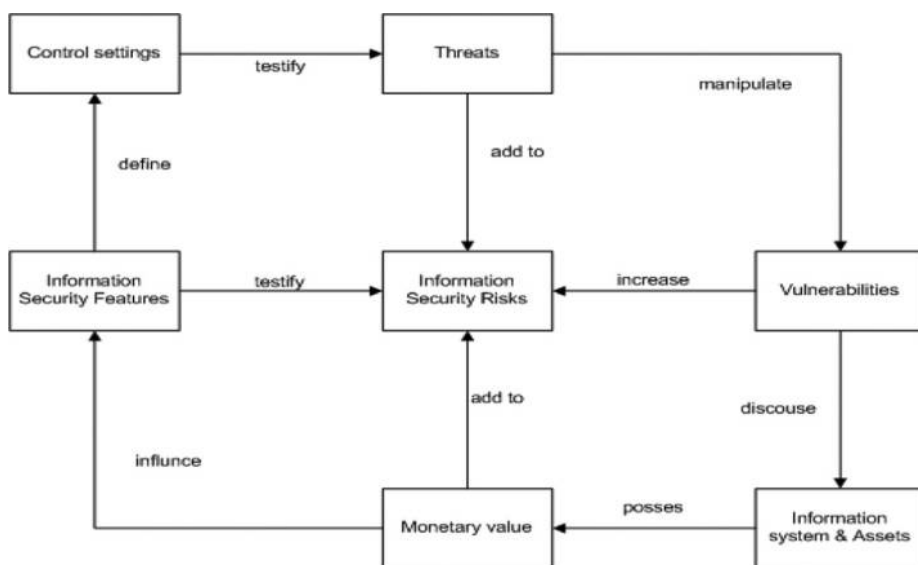 Control settings
testify
Threats
manipulate
define
add to
Information
Security Features
testify
Information
Security Risks
increase
Vulnerabilities
influnce
add to
discouse
Monetary value
posses
Information
system & Assets